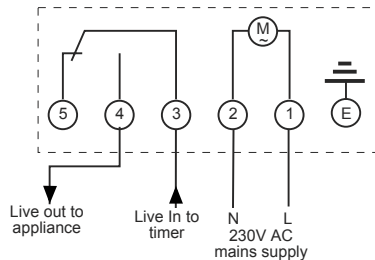 M
~
5 4 3 2 1 E
Live out to
appliance
Live In to
timer
N L
230V AC
mains supply